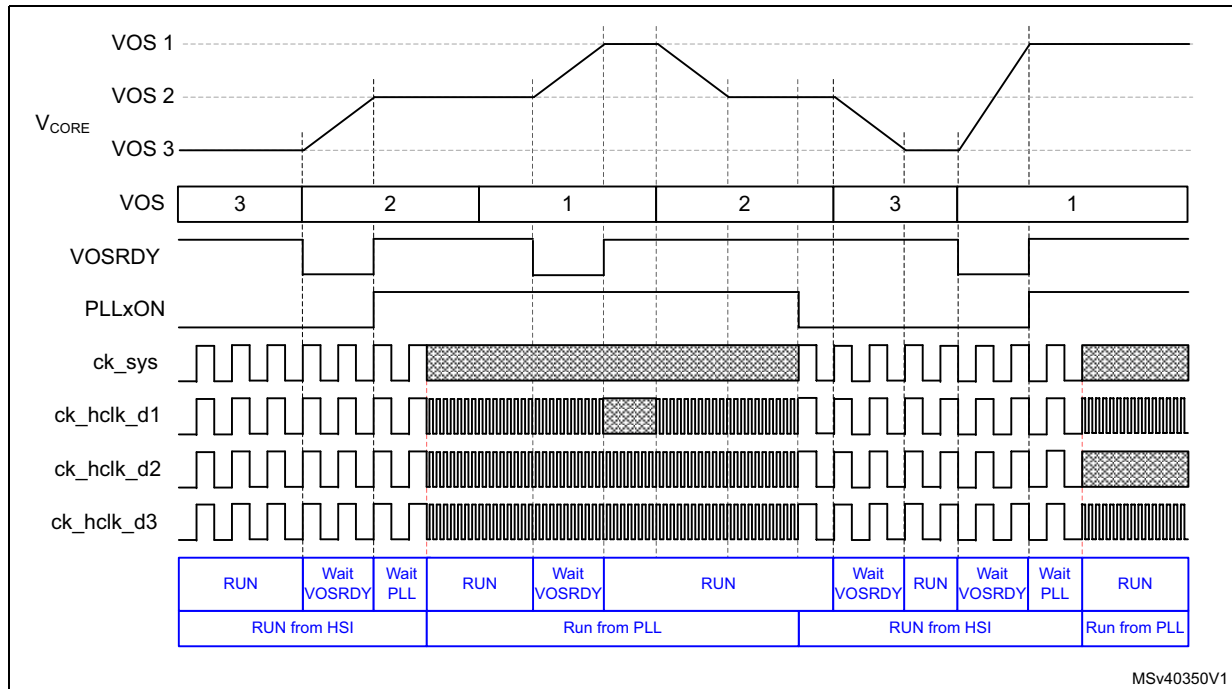 VOS 1
VOS 2
VCORE
VOS 3
VOS 3 2 1 2 3 1
VOSRDY
PLLxON
ck_sys
ck_hclk_d1
ck_hclk_d2
ck_hclk_d3
RUN Wait VOSRDY Wait PLL RUN Wait VOSRDY RUN Wait VOSRDY RUN Wait VOSRDY Wait PLL RUN
RUN from HSI Run from PLL RUN from HSI Run from PLL
MSv40350V1